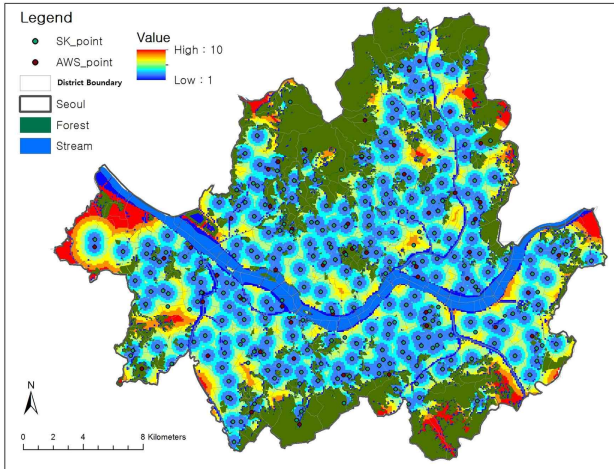 Legend
SK_point
AWS_point
District Boundary
Seoul
Forest
Stream
Value
High : 10
Low : 1
N
0 2 4 8 Kilometers